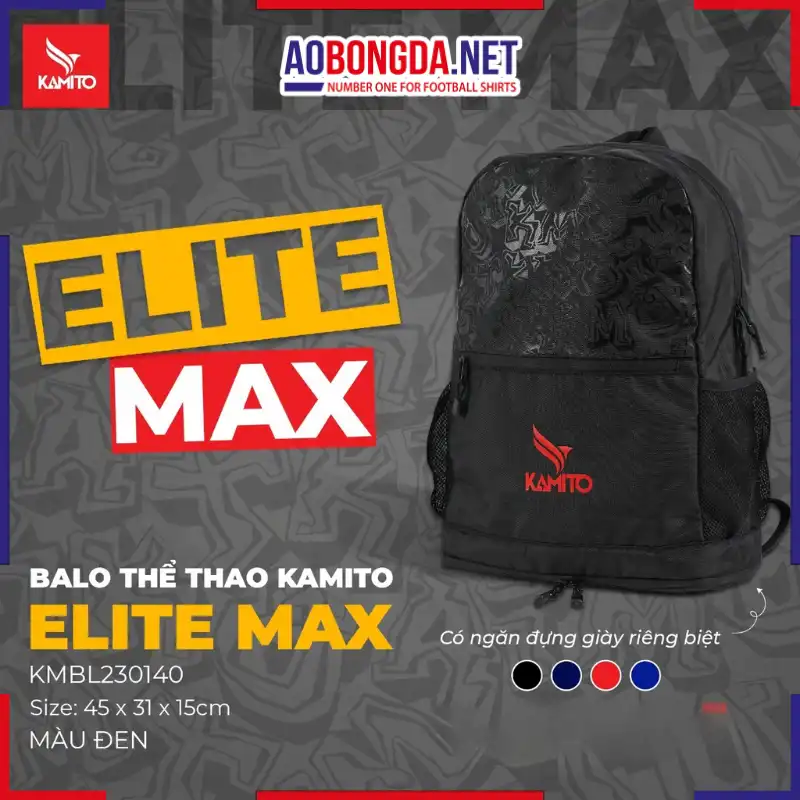 ELITE MAX
KAMITO
AOBONGDA.NET
NUMBER ONE FOR FOOTBALL SHIRTS
ELITE
MAX
KAMITO
BALO THỂ THAO KAMITO
ELITE MAX
KMBL230140
Size: 45 x 31 x 15cm
MÀU ĐEN
Có ngăn đựng giày riêng biệt